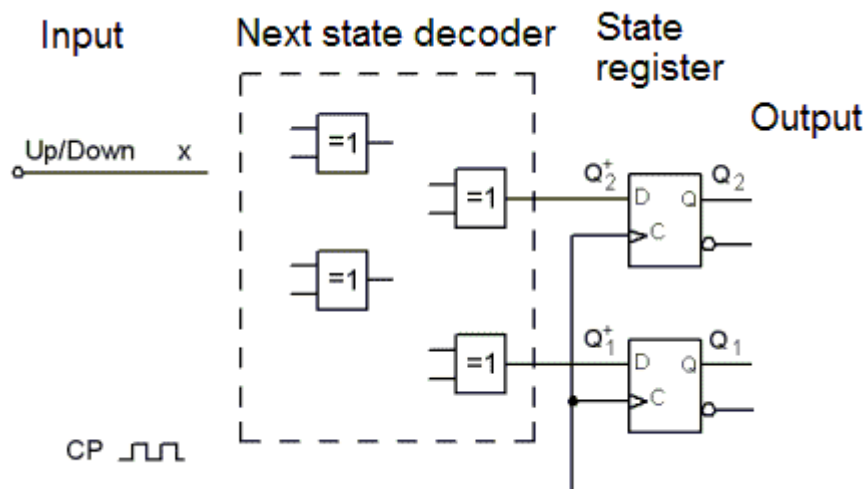 Input
Next state decoder
State
register
Output
Up/Down x
=1
=1
Q₂⁺
D Q
C
Q₂
=1
=1
Q₁⁺
D Q
C
Q₁
CP